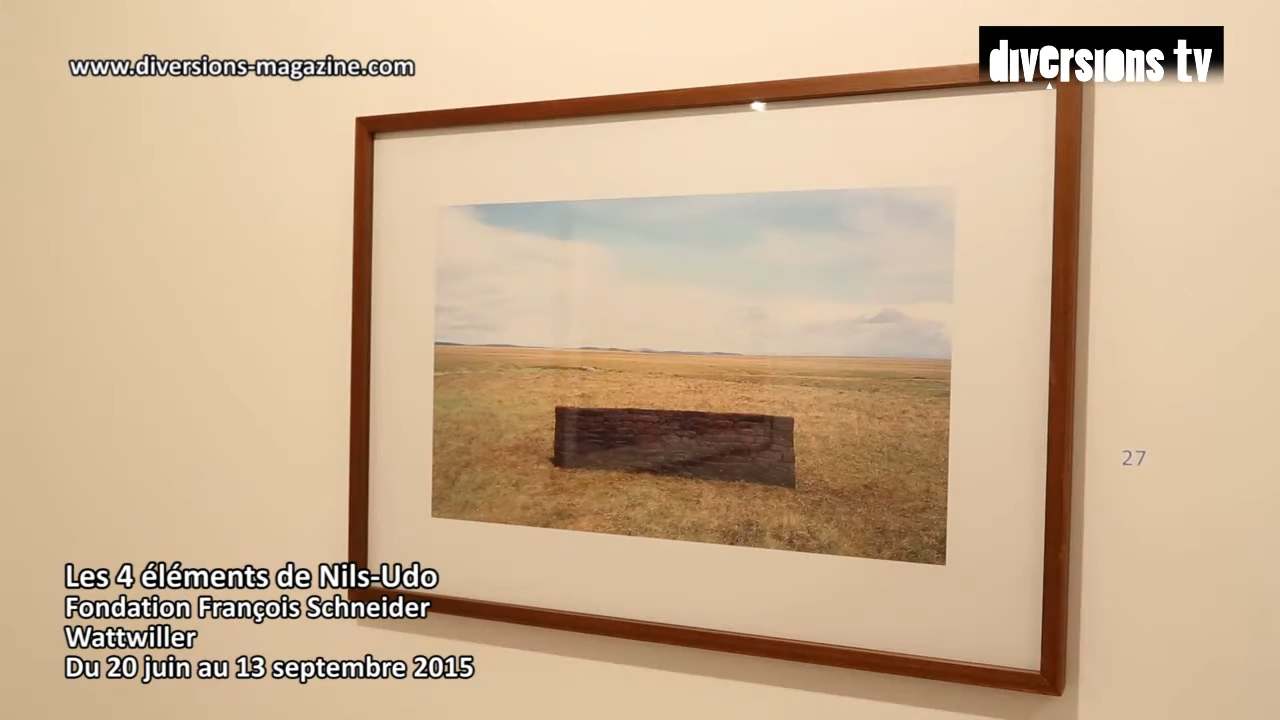 www.diversions-magazine.com
diversions tv
27
Les 4 éléments de Nils-Udo
Fondation François Schneider
Wattwiller
Du 20 juin au 13 septembre 2015